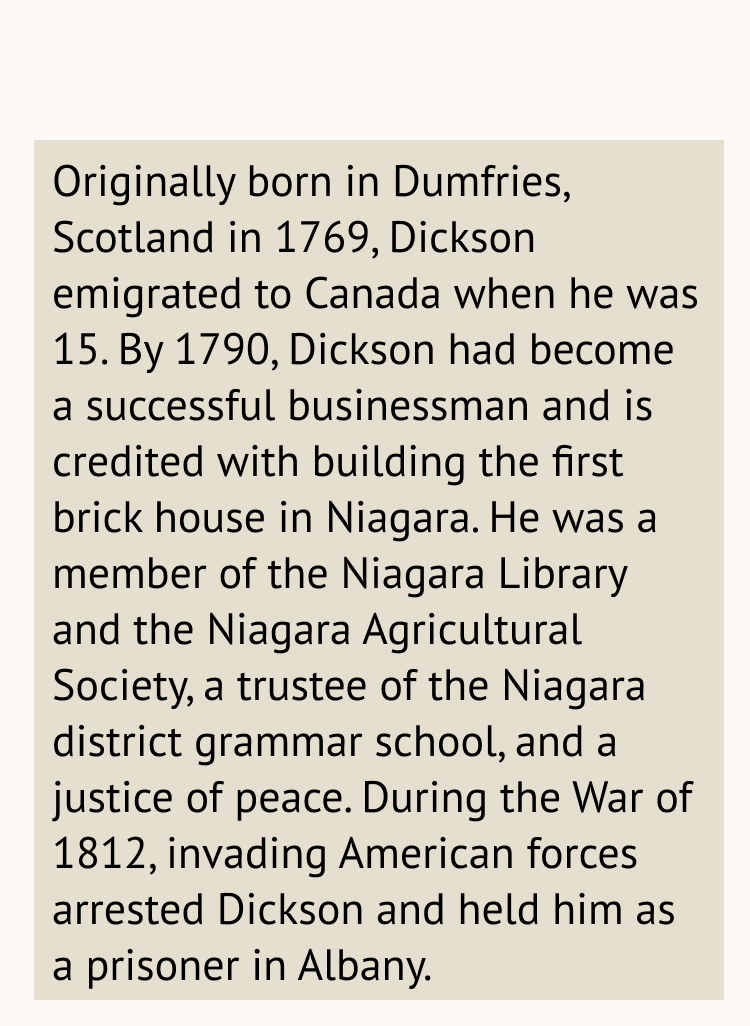 Originally born in Dumfries,
Scotland in 1769, Dickson
emigrated to Canada when he was
15. By 1790, Dickson had become
a successful businessman and is
credited with building the first
brick house in Niagara. He was a
member of the Niagara Library
and the Niagara Agricultural
Society, a trustee of the Niagara
district grammar school, and a
justice of peace. During the War of
1812, invading American forces
arrested Dickson and held him as
a prisoner in Albany.